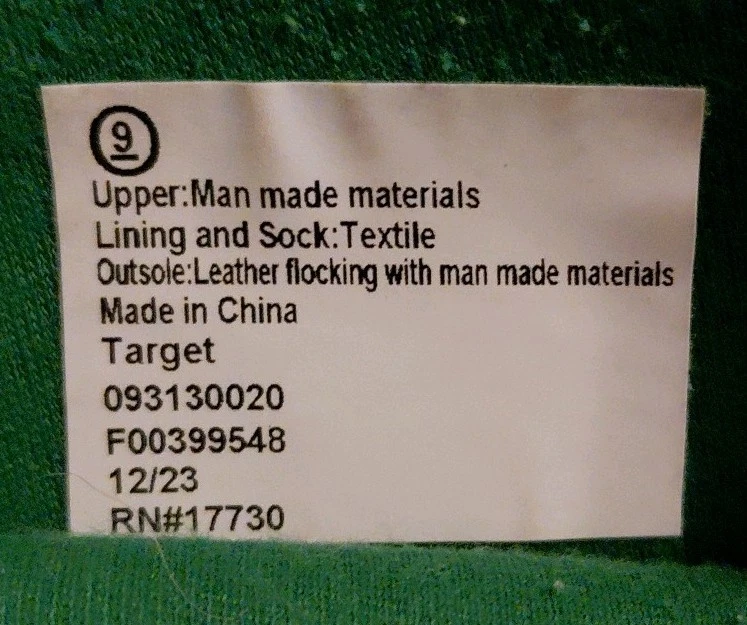 9
Upper:Man made materials
Lining and Sock:Textile
Outsole:Leather flocking with man made materials
Made in China
Target
093130020
F00399548
12/23
RN#17730